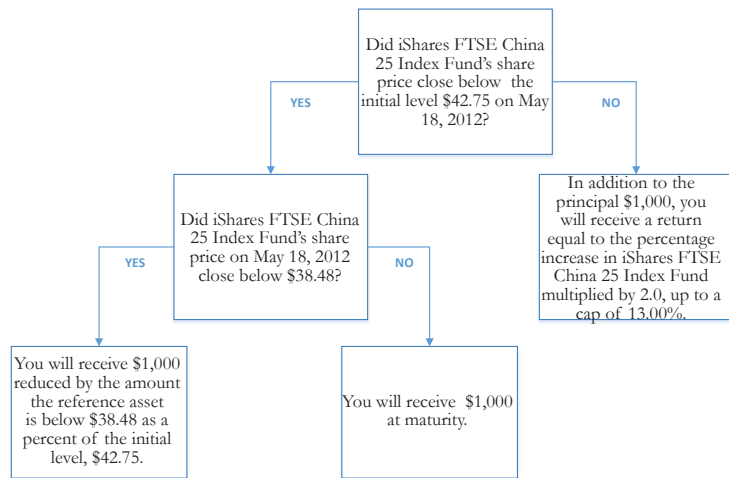 Did iShares FTSE China
25 Index Fund's share
price close below the
initial level $42.75 on May
18, 2012?
YES
NO
Did iShares FTSE China
25 Index Fund's share
price on May 18, 2012
close below $38.48?
In addition to the
principal $1,000, you
will receive a return
equal to the percentage
increase in iShares FTSE
China 25 Index Fund
multiplied by 2.0, up to a
cap of 13.00%.
YES
NO
You will receive $1,000
reduced by the amount
the reference asset
is below $38.48 as a
percent of the initial
level, $42.75.
You will receive $1,000
at maturity.